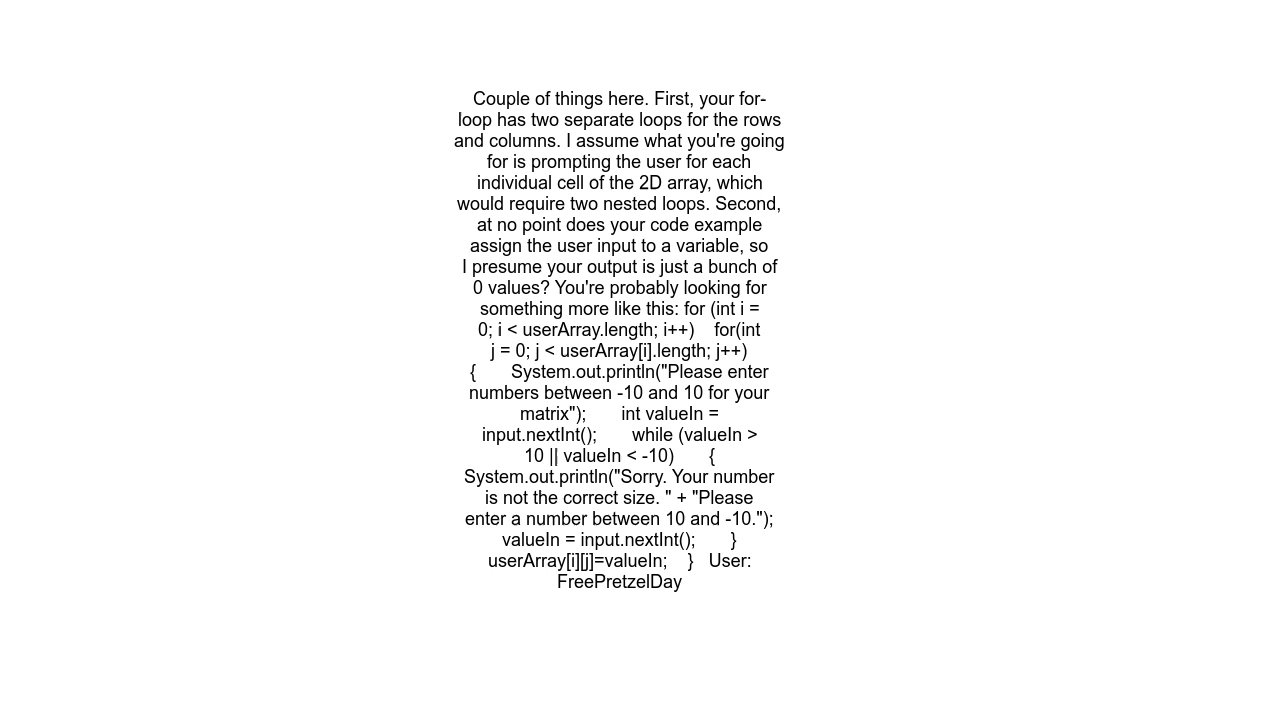 Couple of things here. First, your for-
loop has two separate loops for the rows
and columns. I assume what you're going
for is prompting the user for each
individual cell of the 2D array, which
would require two nested loops. Second,
at no point does your code example
assign the user input to a variable, so
I presume your output is just a bunch of
0 values? You're probably looking for
something more like this: for (int i =
0; i < userArray.length; i++)    for(int
j = 0; j < userArray[i].length; j++)
{       System.out.println("Please enter
numbers between -10 and 10 for your
matrix");       int valueIn =
input.nextInt();       while (valueIn >
10 || valueIn < -10)       {
System.out.println("Sorry. Your number
is not the correct size. " + "Please
enter a number between 10 and -10.");
valueIn = input.nextInt();       }
userArray[i][j]=valueIn;    }   User:
FreePretzelDay